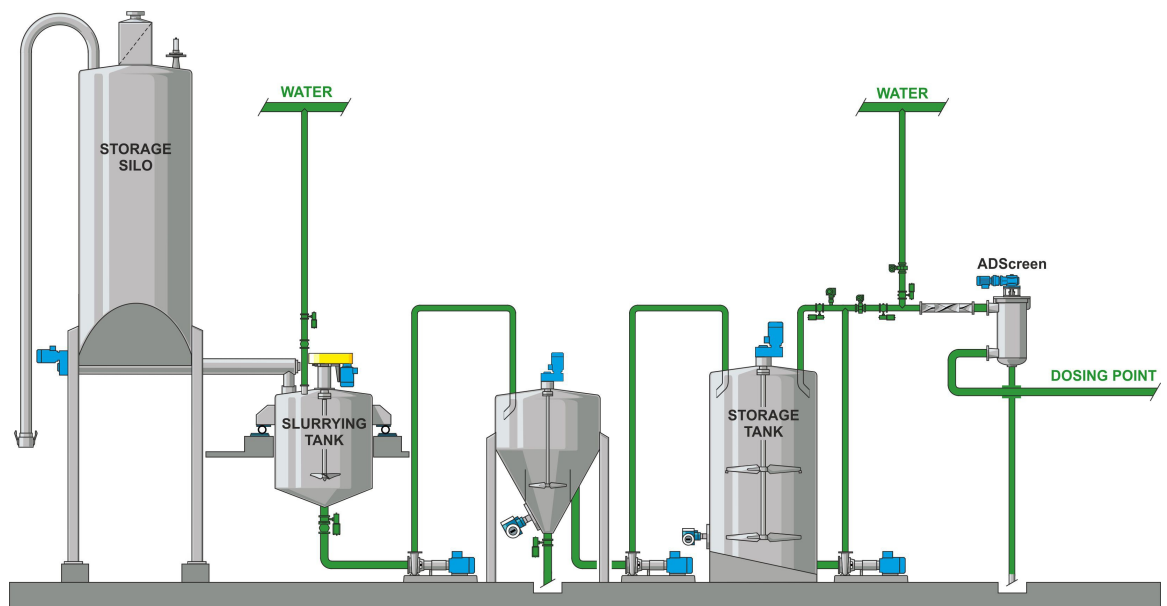 WATER
WATER
STORAGE
SILO
ADScreen
DOSING POINT
SLURRYING
TANK
STORAGE
TANK